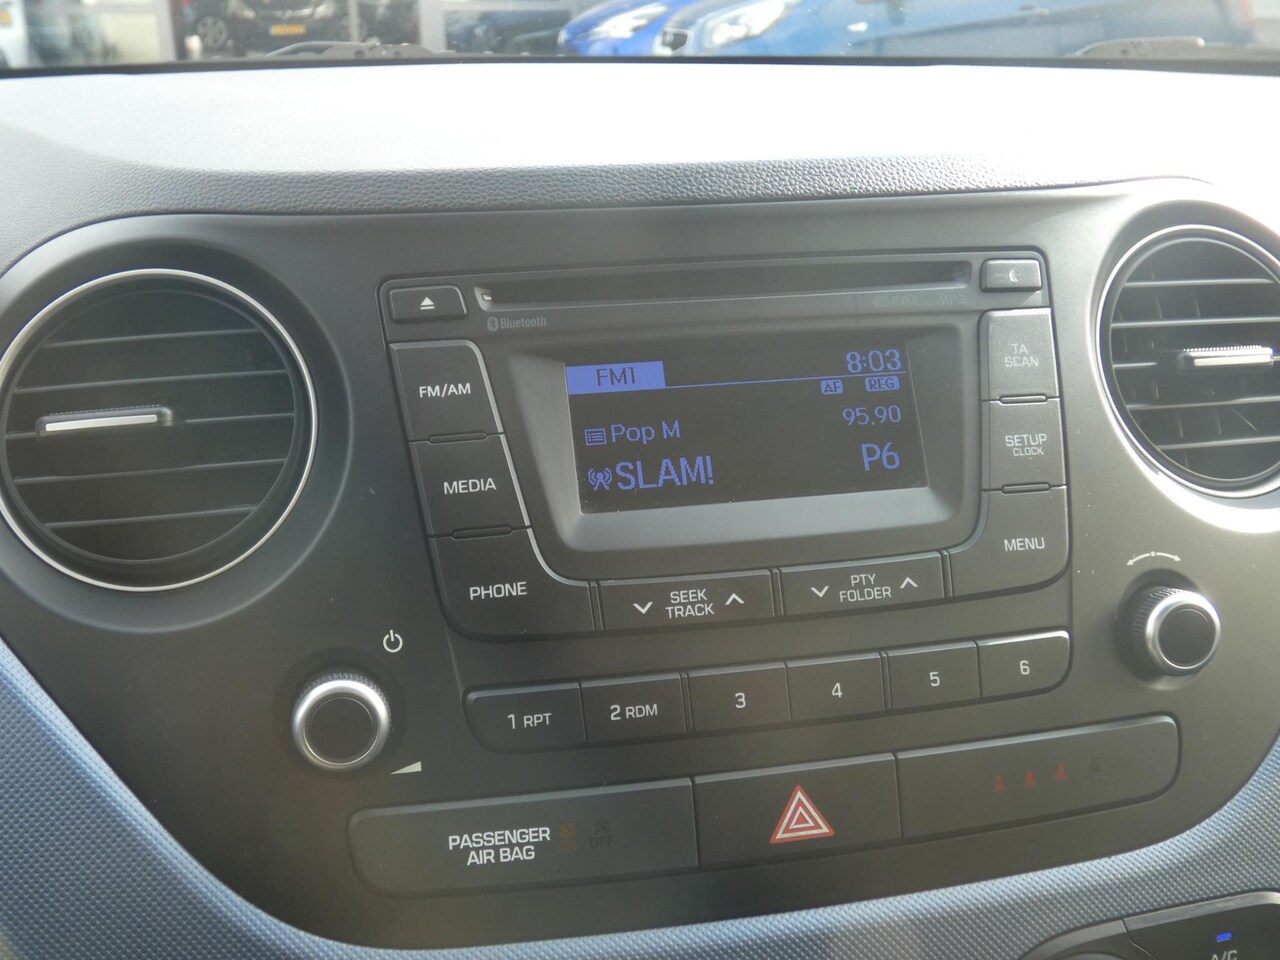 Bluetooth
FM/AM
MEDIA
PHONE
FM1
8:03
AF REG
Pop M
95.90
SLAM!
P6
TA
SCAN
SETUP
CLOCK
MENU
SEEK
TRACK
PTY
FOLDER
1 RPT
2 RDM
3
4
5
6
PASSENGER
AIR BAG
OFF
A/C